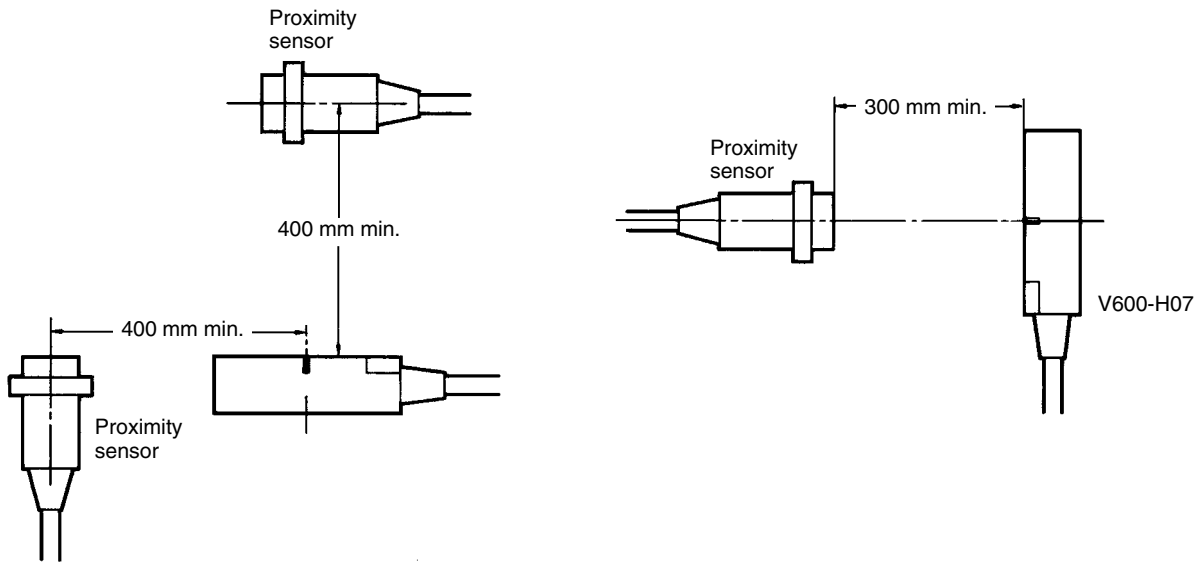 Proximity
sensor
400 mm min.
400 mm min.
Proximity
sensor
300 mm min.
Proximity
sensor
V600-H07